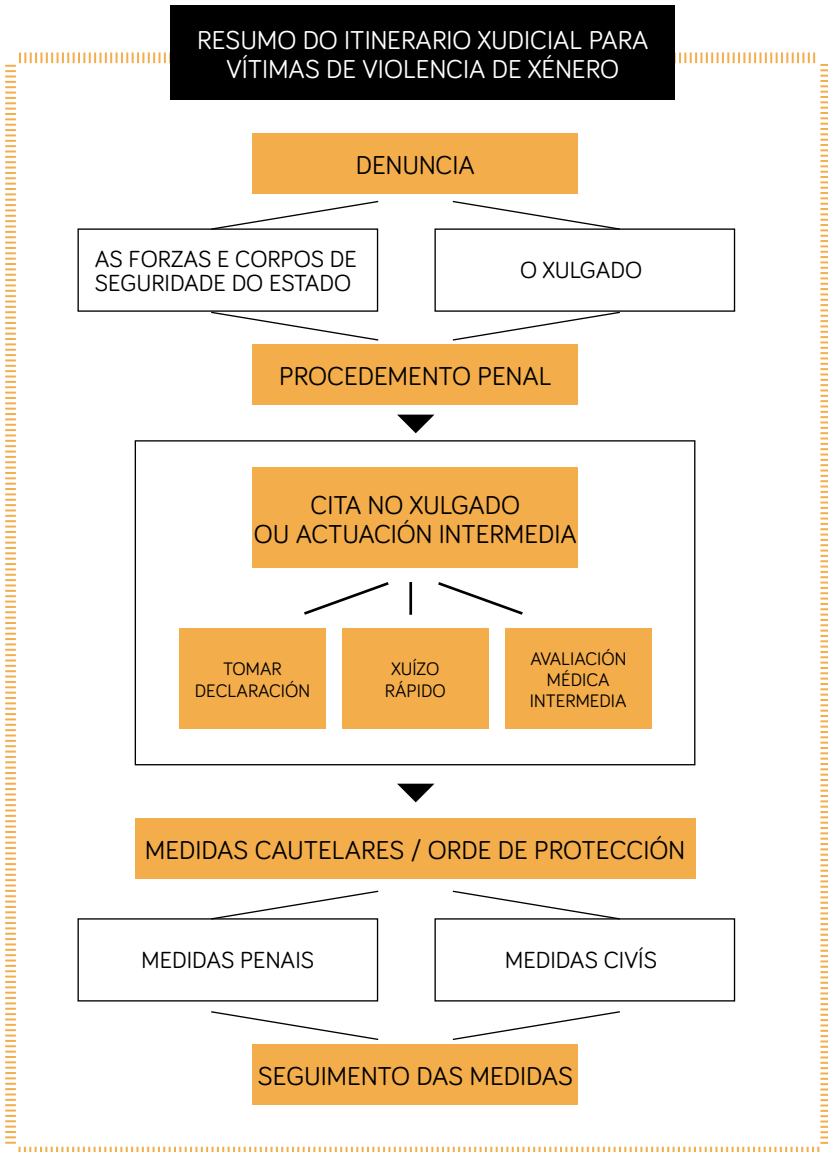 RESUMO DO ITINERARIO XUDICIAL PARA
VÍTIMAS DE VIOLENCIA DE XÉNERO
DENUNCIA
AS FORZAS E CORPOS DE
SEGURIDADE DO ESTADO
O XULGADO
PROCEDEMENTO PENAL
CITA NO XULGADO
OU ACTUACIÓN INTERMEDIA
TOMAR
DECLARACIÓN
XUÍZO
RÁPIDO
AVALIACIÓN
MÉDICA
INTERMEDIA
MEDIDAS CAUTELARES / ORDE DE PROTECCIÓN
MEDIDAS PENAIS
MEDIDAS CIVÍS
SEGUIMENTO DAS MEDIDAS